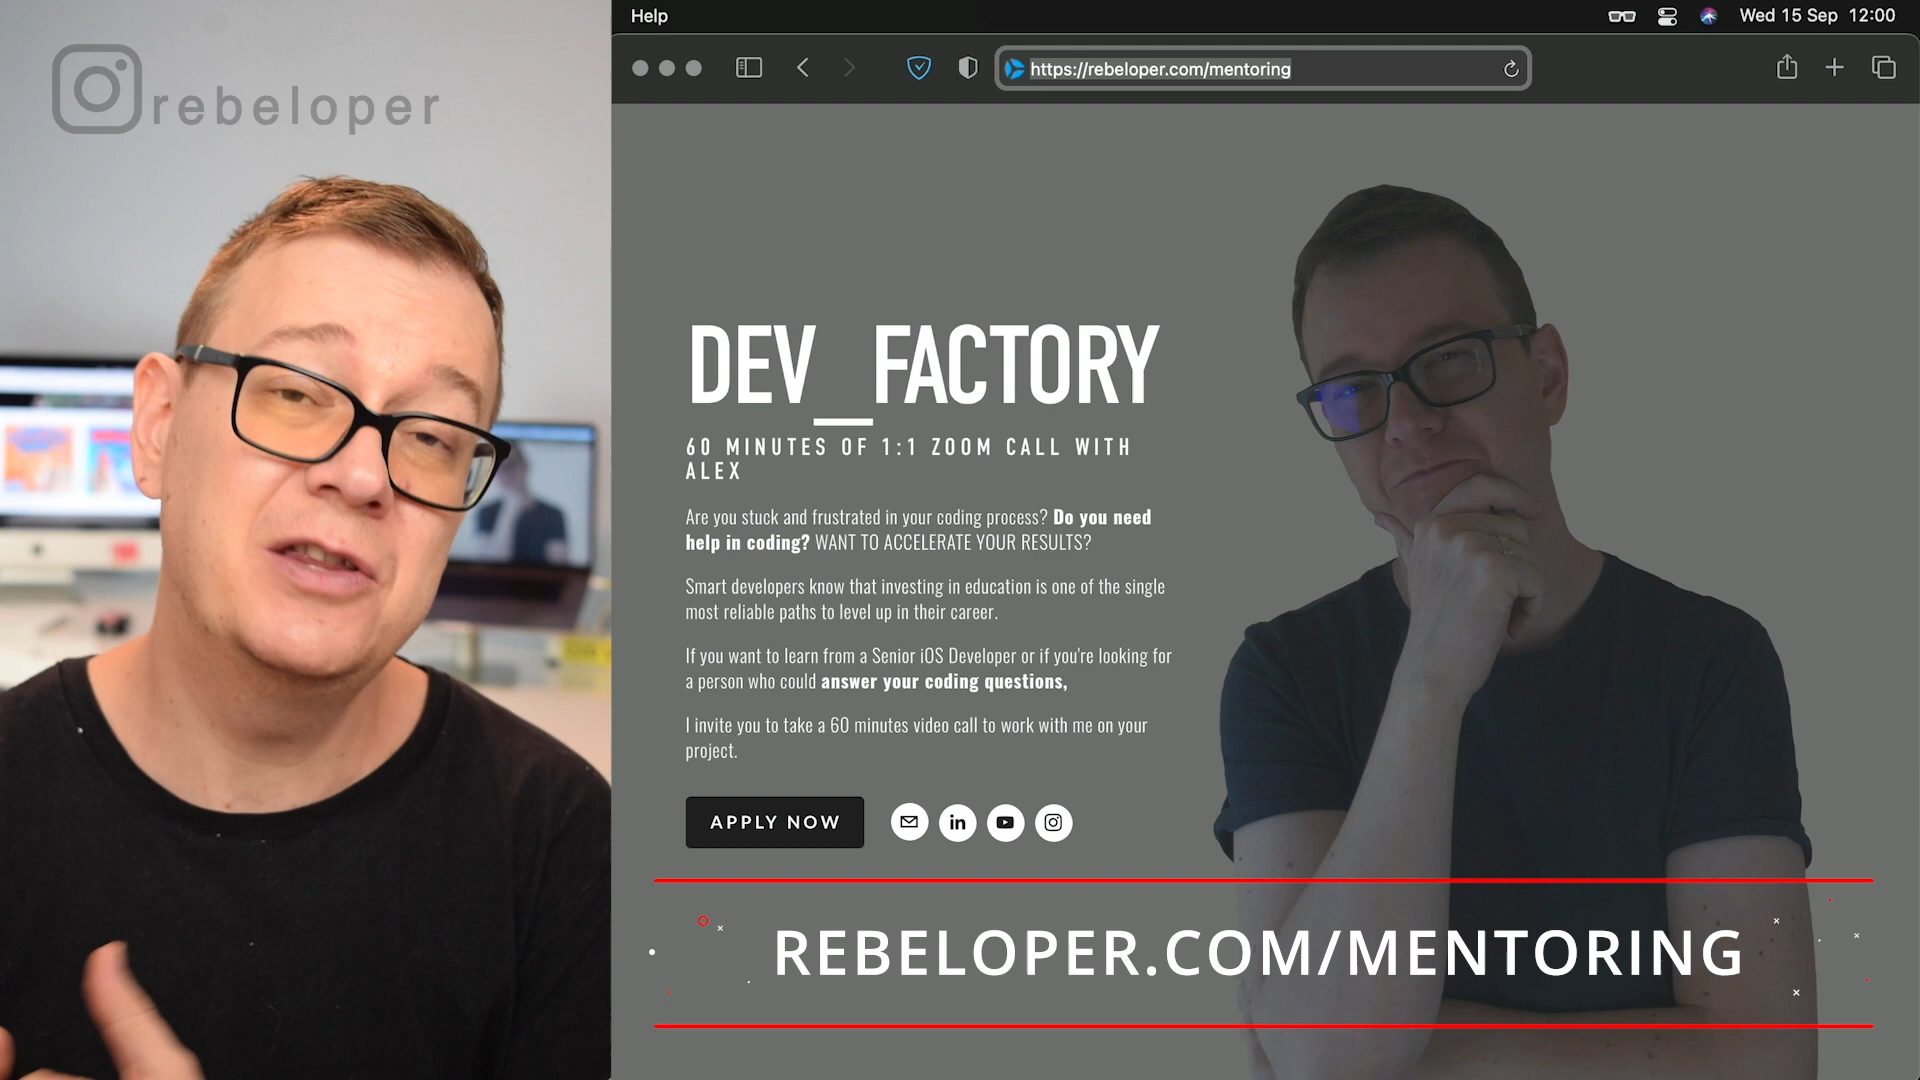 rebeloper
Help
Wed 15 Sep 12:00
https://rebeloper.com/mentoring
DEV_FACTORY
60 MINUTES OF 1:1 ZOOM CALL WITH
ALEX
Are you stuck and frustrated in your coding process? Do you need
help in coding? WANT TO ACCELERATE YOUR RESULTS?
Smart developers know that investing in education is one of the single
most reliable paths to level up in their career.
If you want to learn from a Senior iOS Developer or if you're looking for
a person who could answer your coding questions,
I invite you to take a 60 minutes video call to work with me on your
project.
APPLY NOW
in
REBELOPER.COM/MENTORING